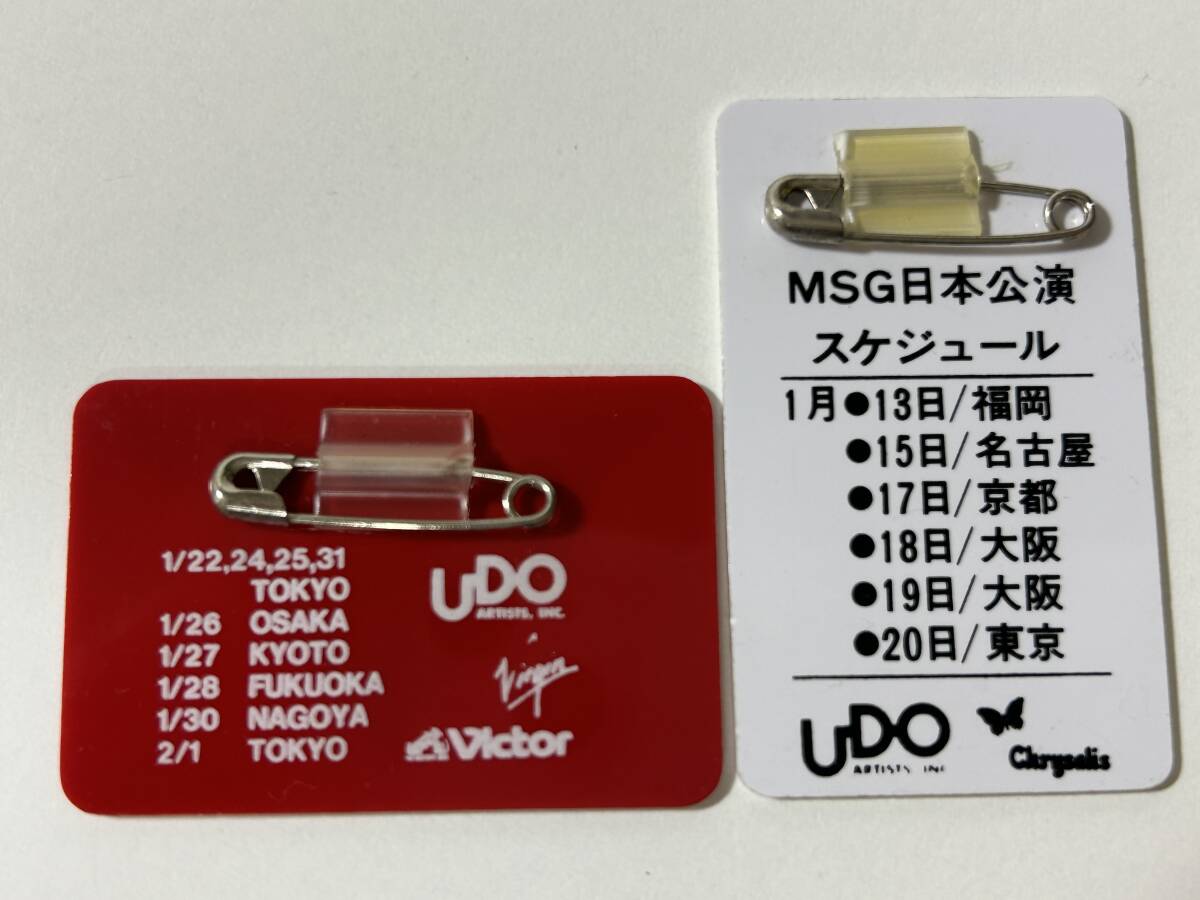 1/22,24,25,31
TOKYO
1/26 OSAKA
1/27 KYOTO
1/28 FUKUOKA
1/30 NAGOYA
2/1 TOKYO
UDO
ARTISTS, INC.
Virgin
Victor
MSG日本公演
スケジュール
1月●13日/福岡
●15日/名古屋
●17日/京都
●18日/大阪
●19日/大阪
●20日/東京
UDO
ARTISTS INC
Chrysalis